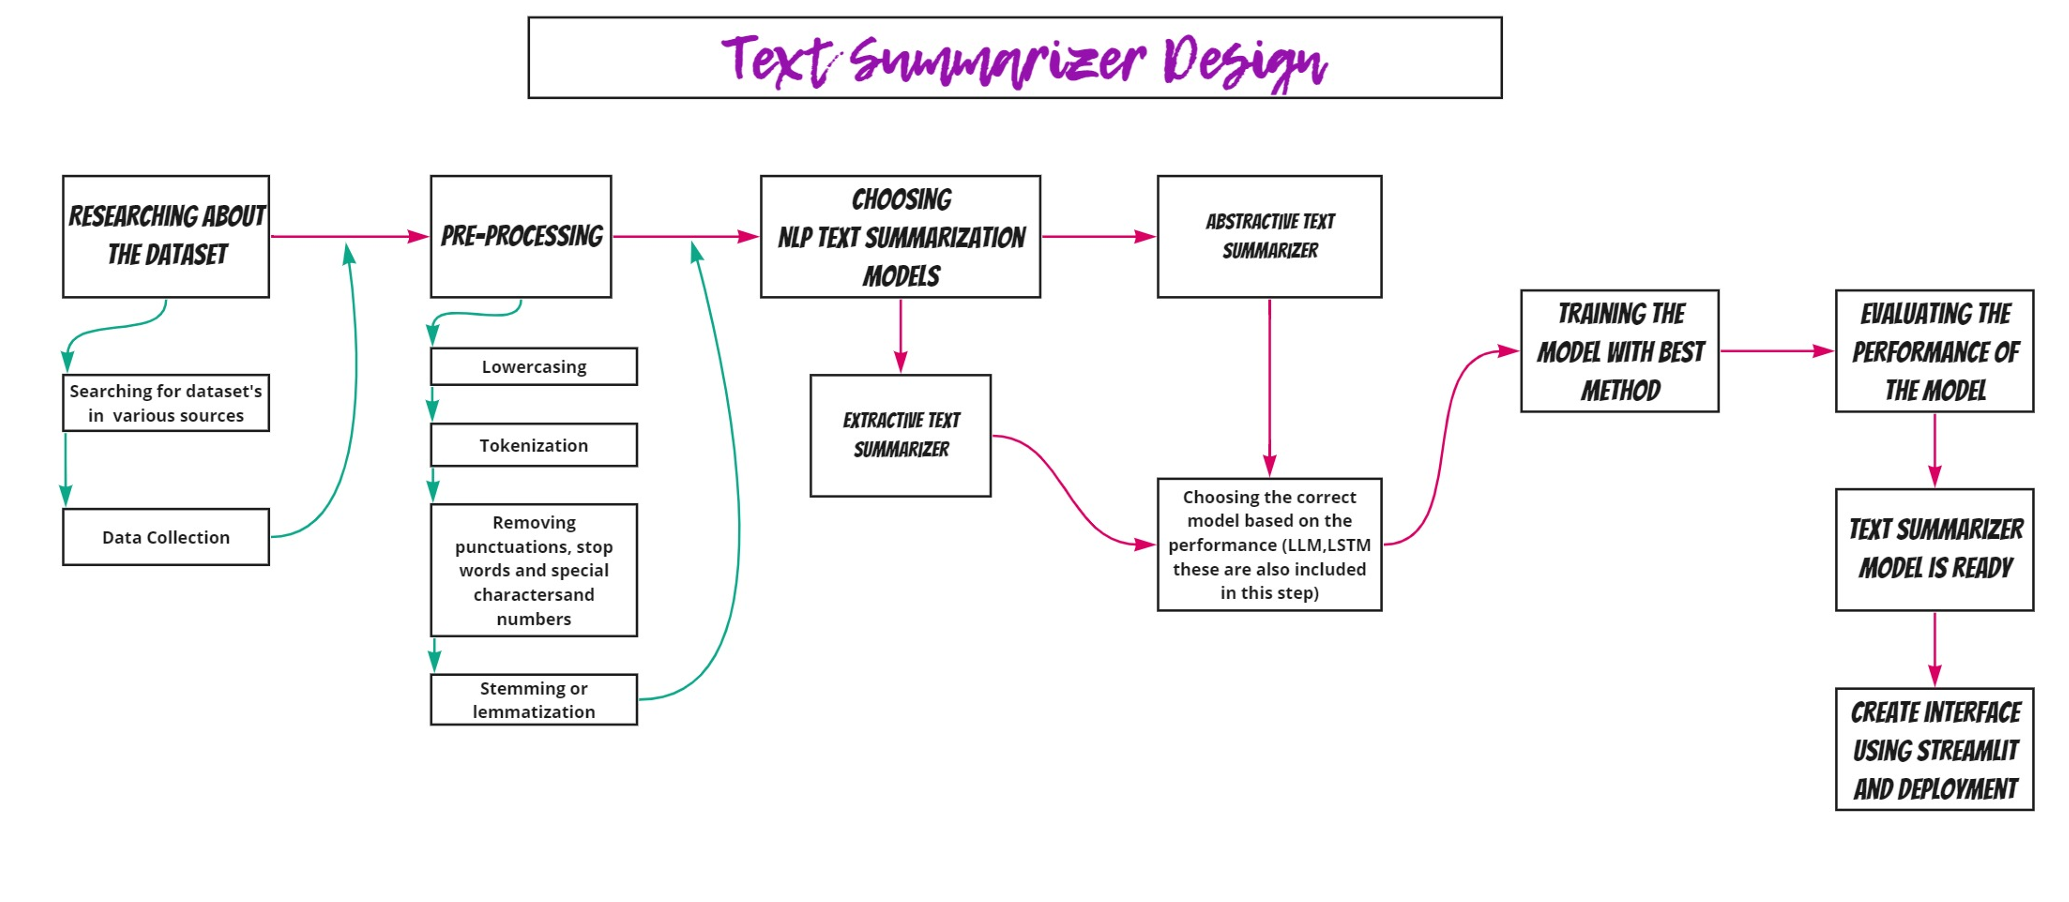 Text Summarizer Design
RESEARCHING ABOUT
THE DATASET
Searching for dataset's
in various sources
Data Collection
PRE-PROCESSING
Lowercasing
Tokenization
Removing
punctuations, stop
words and special
charactersand
numbers
Stemming or
lemmatization
CHOOSING
NLP TEXT SUMMARIZATION
MODELS
EXTRACTIVE TEXT
SUMMARIZER
ABSTRACTIVE TEXT
SUMMARIZER
Choosing the correct
model based on the
performance (LLM,LSTM
these are also included
in this step)
TRAINING THE
MODEL WITH BEST
METHOD
EVALUATING THE
PERFORMANCE OF
THE MODEL
TEXT SUMMARIZER
MODEL IS READY
CREATE INTERFACE
USING STREAMLIT
AND DEPLOYMENT